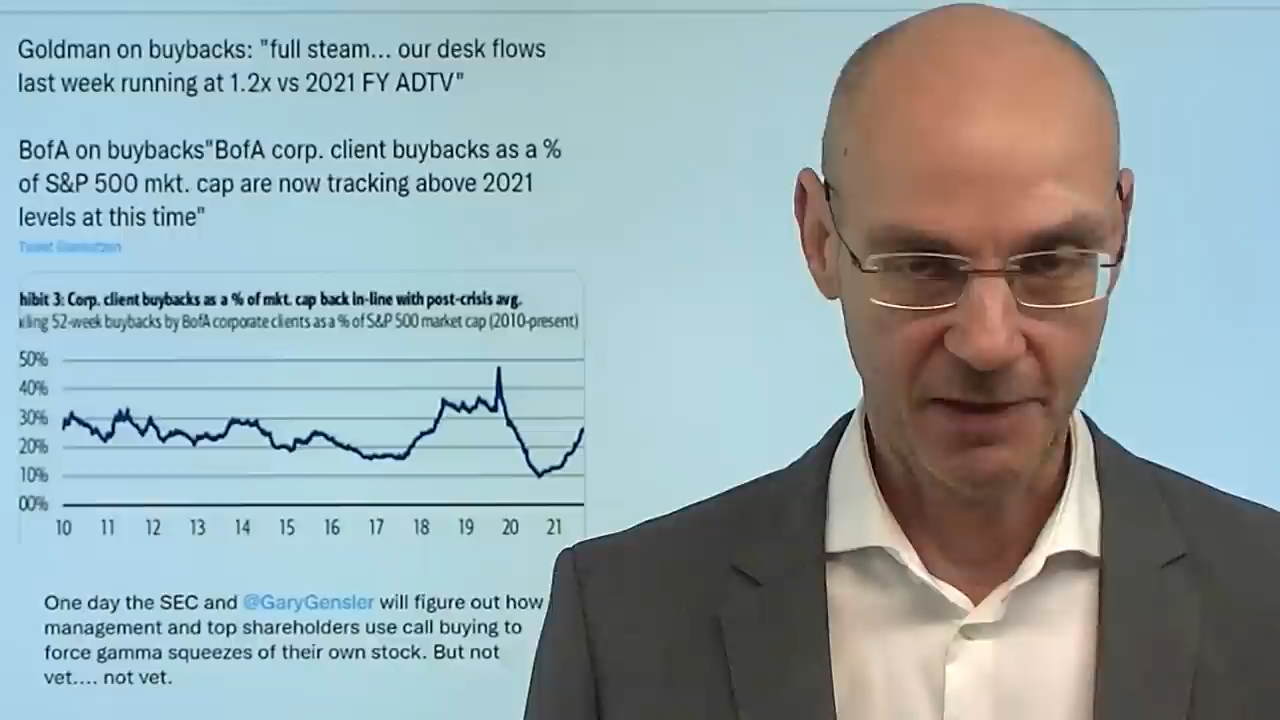 Goldman on buybacks: "full steam... our desk flows
last week running at 1.2x vs 2021 FY ADTV"
BofA on buybacks"BofA corp. client buybacks as a %
of S&P 500 mkt. cap are now tracking above 2021
levels at this time"
hibit 3: Corp. client buybacks as a % of mkt. cap back in-line with post-crisis avg.
lling 52-week buybacks by BofA corporate clients as a % of S&P 500 market cap (2010-present)
50%
40%
30%
20%
10%
00%
10 11 12 13 14 15 16 17 18 19 20 21
One day the SEC and @GaryGensler will figure out how
management and top shareholders use call buying to
force gamma squeezes of their own stock. But not
yet.... not yet.